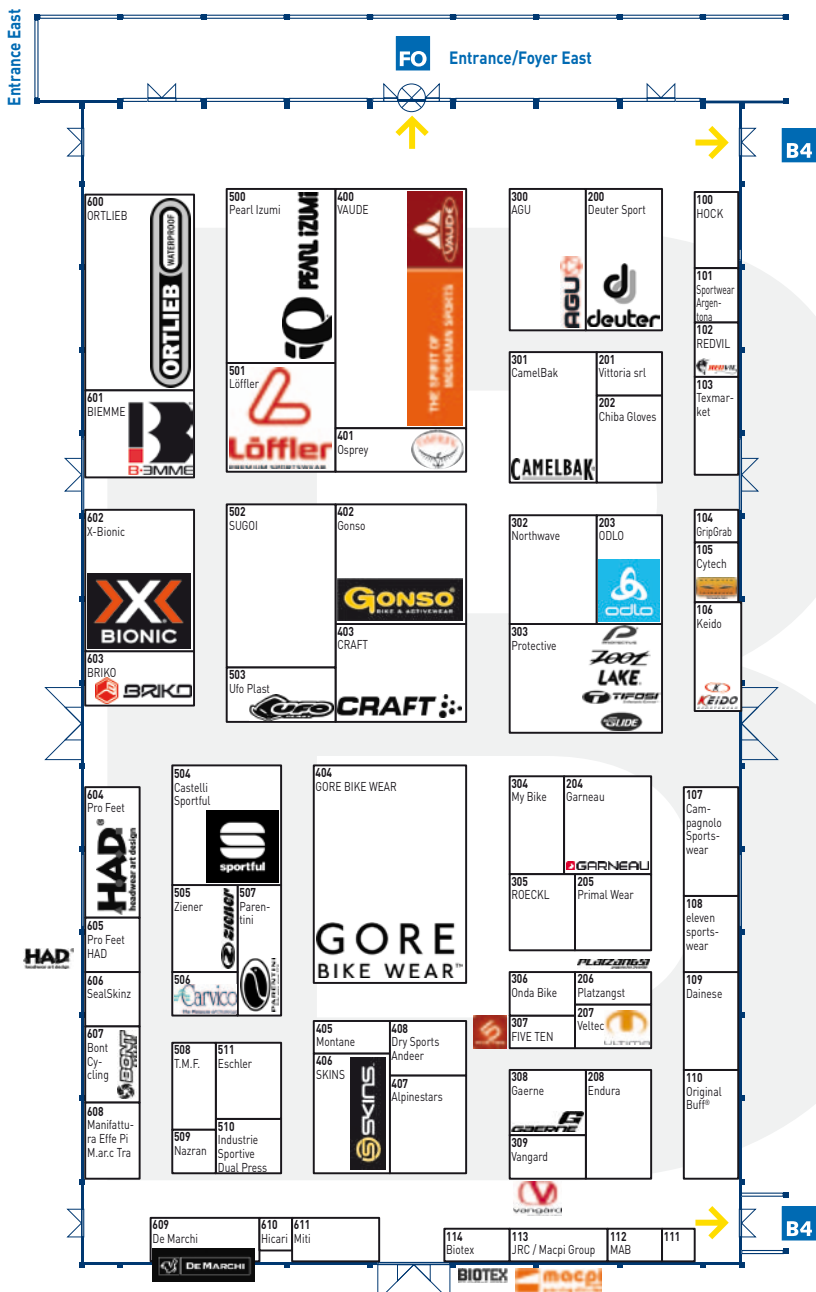 Entrance East
FO
Entrance/Foyer East
B4
600
ORTLIEB
ORTLIEB WATERPROOF
601
BIEMME
B-EMME
500
Pearl Izumi
PEARL iZUMi
400
VAUDE
VAUDE
THE SPIRIT OF
MOUNTAIN SPORTS
501
Löffler
Löffler
PREMIUM SPORTSWEAR
401
Osprey
OSPREY
300
AGU
AGU
200
Deuter Sport
deuter
301
CamelBak
CAMELBAK
201
Vittoria srl
202
Chiba Gloves
100
HOCK
101
Sportwear
Argen-
tona
102
REDVIL
REDVIL
103
Texmar-
ket
602
X-Bionic
X
BIONIC
603
BRIKO
BRIKO
502
SUGOI
402
Gonso
GONSO
BIKE & ACTIVEWEAR
403
CRAFT
CRAFT
503
Ufo Plast
UFO
302
Northwave
203
ODLO
odlo
303
Protective
PROTECTIVE
ZOOT
LAKE
TIFOSI
GLIDE
104
GripGrab
105
Cytech
106
Keido
K
KEIDO
604
Pro Feet
HAD
headwear art design
605
Pro Feet
HAD
HAD
headwear art design
606
SealSkinz
607
Bont
Cy-
cling
BONT
608
Manifattu-
ra Effe Pi
M.ar.c Tra
504
Castelli
Sportful
sportful
505
Ziener
ZIENER
507
Paren-
tini
PARENTINI
506
Carvico
404
GORE BIKE WEAR
GORE
BIKE WEAR™
304
My Bike
204
Garneau
GARNEAU
305
ROECKL
205
Primal Wear
PLATZANGST
306
Onda Bike
206
Platzangst
307
FIVE TEN
207
Veltec
ULTIMA
107
Cam-
pagnolo
Sports-
wear
108
eleven
sports-
wear
109
Dainese
110
Original
Buff®
508
T.M.F.
511
Eschler
509
Nazran
510
Industrie
Sportive
Dual Press
405
Montane
408
Dry Sports
Andeer
406
SKINS
SKINS
407
Alpinestars
308
Gaerne
GAERNE
208
Endura
309
Vangard
vangard
609
De Marchi
DE MARCHI
610
Hicari
611
Miti
114
Biotex
BIOTEX
113
JRC / Macpi Group
macpi
112
MAB
111
B4